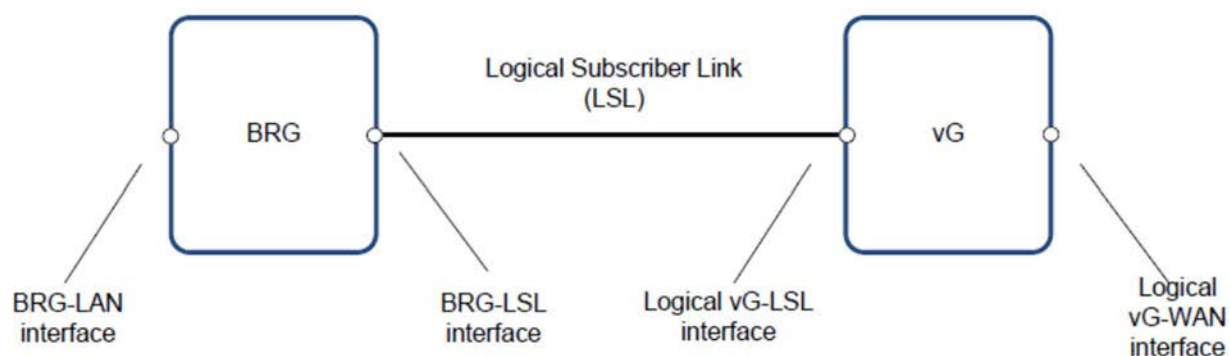 Logical Subscriber Link
(LSL)
BRG
vG
BRG-LAN
interface
BRG-LSL
interface
Logical vG-LSL
interface
Logical
vG-WAN
interface